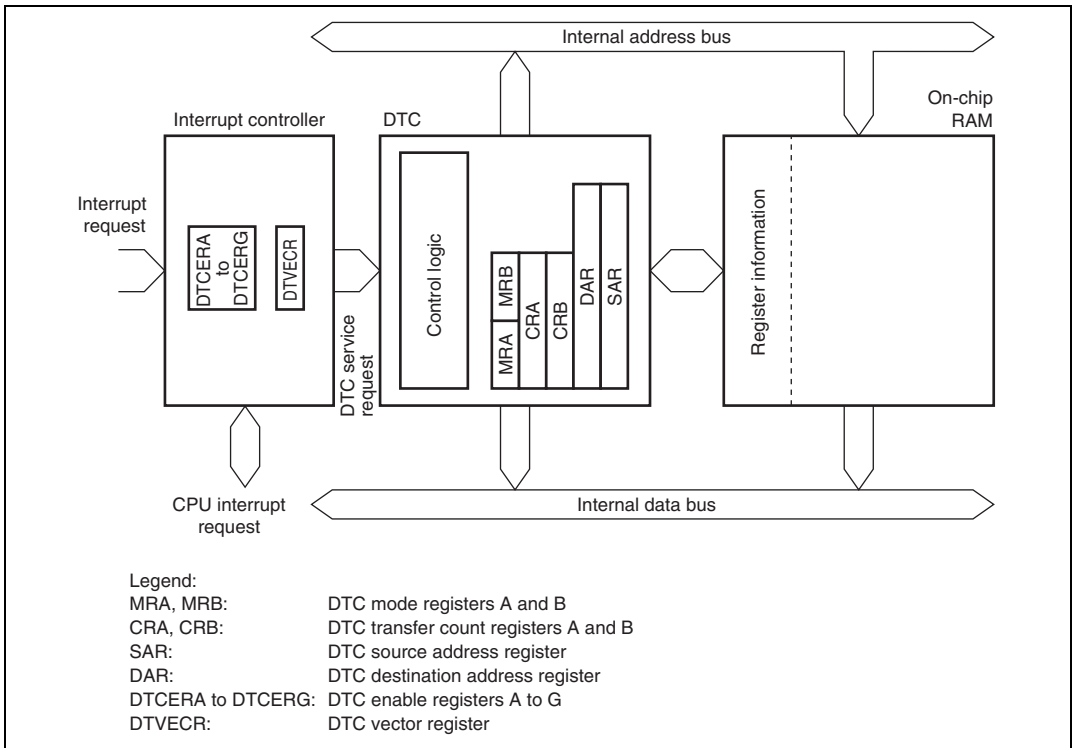 Internal address bus
On-chip
RAM
Interrupt controller
DTC
Interrupt
request
DTCERA
to
DTCERG
DTVECR
DTC service
request
Control logic
MRA
MRB
CRA
CRB
DAR
SAR
Register information
CPU interrupt
request
Internal data bus
Legend:
MRA, MRB: DTC mode registers A and B
CRA, CRB: DTC transfer count registers A and B
SAR: DTC source address register
DAR: DTC destination address register
DTCERA to DTCERG: DTC enable registers A to G
DTVECR: DTC vector register